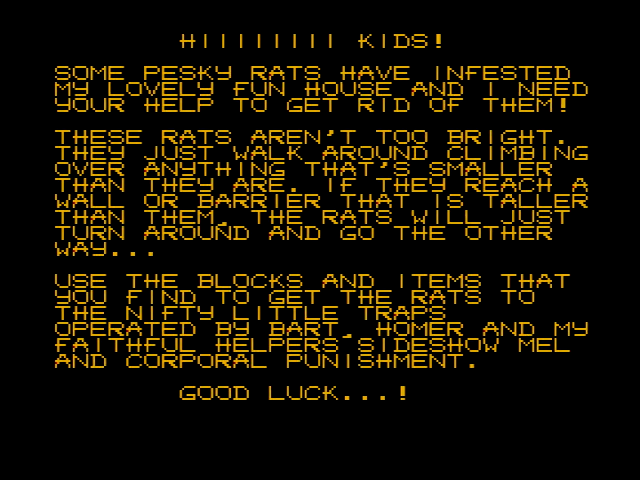 HIIIIIIII KIDS!
SOME PESKY RATS HAVE INFESTED
MY LOVELY FUN HOUSE AND I NEED
YOUR HELP TO GET RID OF THEM!
THESE RATS AREN'T TOO BRIGHT.
THEY JUST WALK AROUND CLIMBING
OVER ANYTHING THAT'S SMALLER
THAN THEY ARE. IF THEY REACH A
WALL OR BARRIER THAT IS TALLER
THAN THEM, THE RATS WILL JUST
TURN AROUND AND GO THE OTHER
WAY...
USE THE BLOCKS AND ITEMS THAT
YOU FIND TO GET THE RATS TO
THE NIFTY LITTLE TRAPS
OPERATED BY BART, HOMER AND MY
FAITHFUL HELPERS SIDESHOW MEL
AND CORPORAL PUNISHMENT.
GOOD LUCK...!